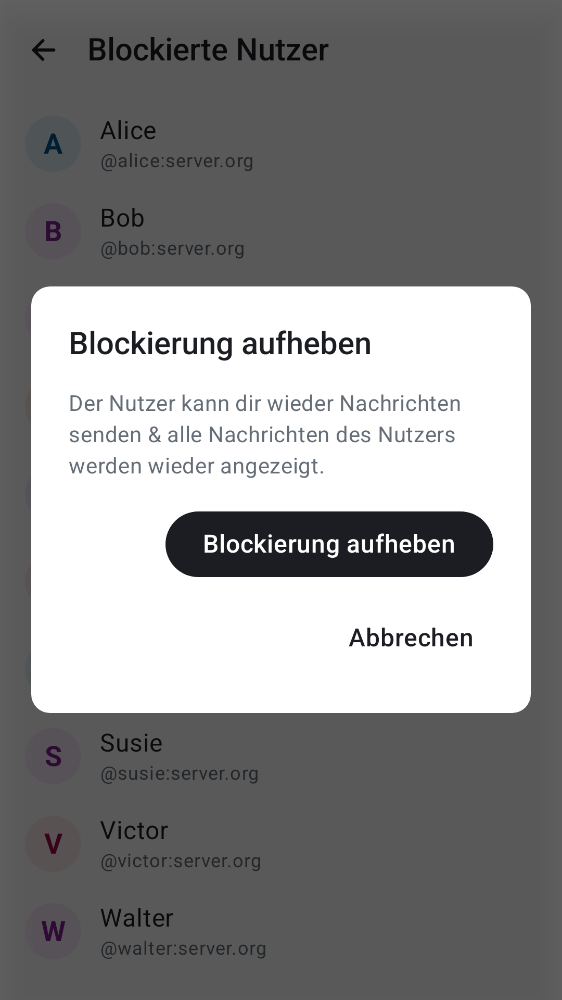 Blockierte Nutzer
A
Alice
@alice:server.org
B
Bob
@bob:server.org
Blockierung aufheben
Der Nutzer kann dir wieder Nachrichten
senden & alle Nachrichten des Nutzers
werden wieder angezeigt.
Blockierung aufheben
Abbrechen
S
Susie
@susie:server.org
V
Victor
@victor:server.org
W
Walter
@walter:server.org